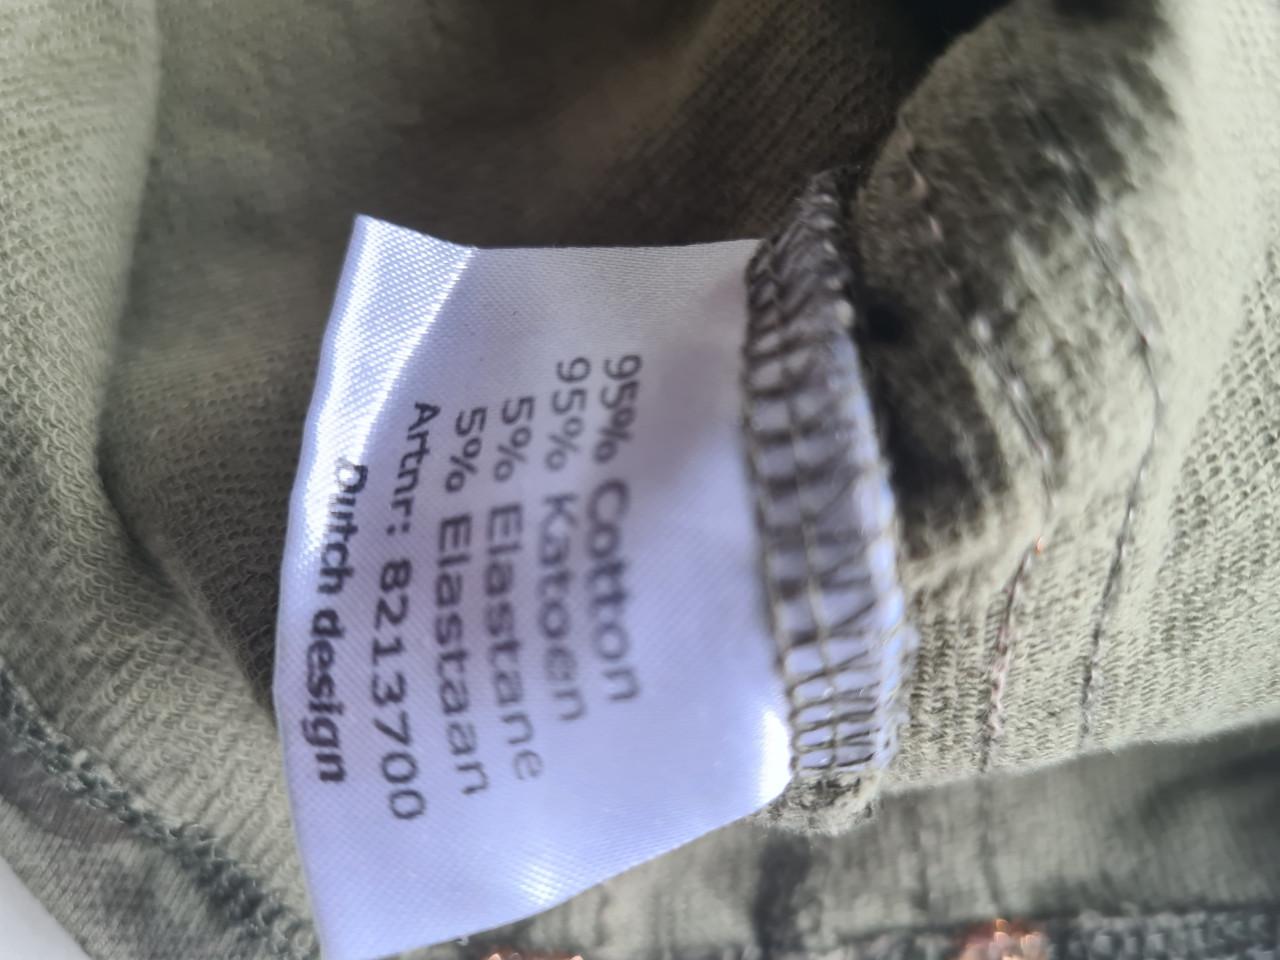 95% Cotton
95% Katoen
5% Elastane
5% Elastaan
Artnr: 8213700
Dutch design